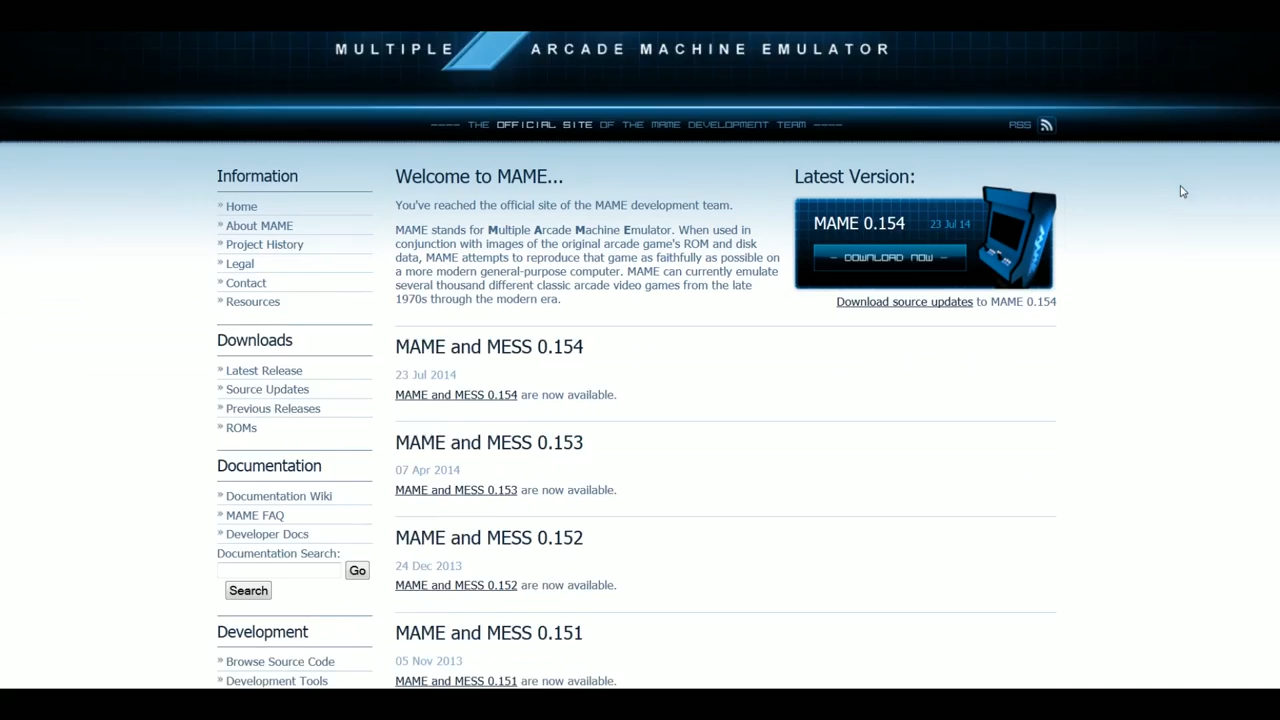 MULTIPLE ARCADE MACHINE EMULATOR
---- THE OFFICIAL SITE OF THE MAME DEVELOPMENT TEAM ----
RSS
Information
» Home
» About MAME
» Project History
» Legal
» Contact
» Resources
Downloads
» Latest Release
» Source Updates
» Previous Releases
» ROMs
Documentation
» Documentation Wiki
» MAME FAQ
» Developer Docs
Documentation Search:
Go
Search
Development
» Browse Source Code
» Development Tools
Welcome to MAME...
You've reached the official site of the MAME development team.
MAME stands for Multiple Arcade Machine Emulator. When used in
conjunction with images of the original arcade game's ROM and disk
data, MAME attempts to reproduce that game as faithfully as possible on
a more modern general-purpose computer. MAME can currently emulate
several thousand different classic arcade video games from the late
1970s through the modern era.
Latest Version:
MAME 0.154 23 Jul 14
– DOWNLOAD NOW –
Download source updates to MAME 0.154
MAME and MESS 0.154
23 Jul 2014
MAME and MESS 0.154 are now available.
MAME and MESS 0.153
07 Apr 2014
MAME and MESS 0.153 are now available.
MAME and MESS 0.152
24 Dec 2013
MAME and MESS 0.152 are now available.
MAME and MESS 0.151
05 Nov 2013
MAME and MESS 0.151 are now available.